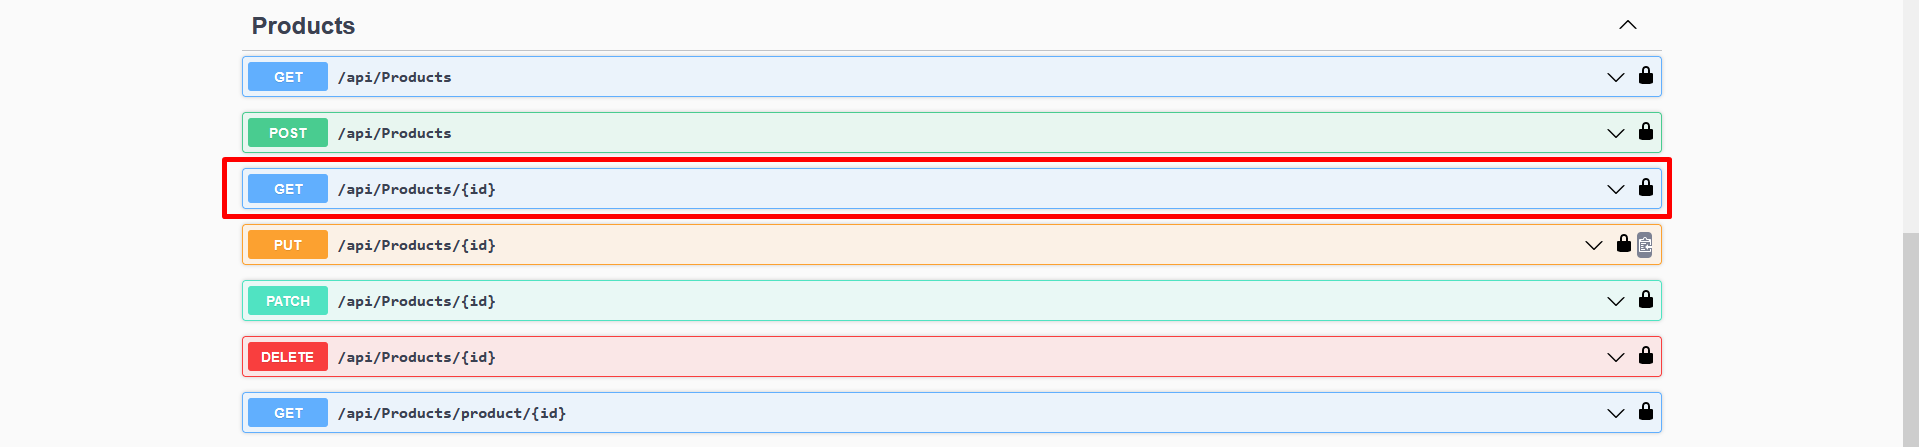 Products
GET /api/Products
POST /api/Products
GET /api/Products/{id}
PUT /api/Products/{id}
PATCH /api/Products/{id}
DELETE /api/Products/{id}
GET /api/Products/product/{id}